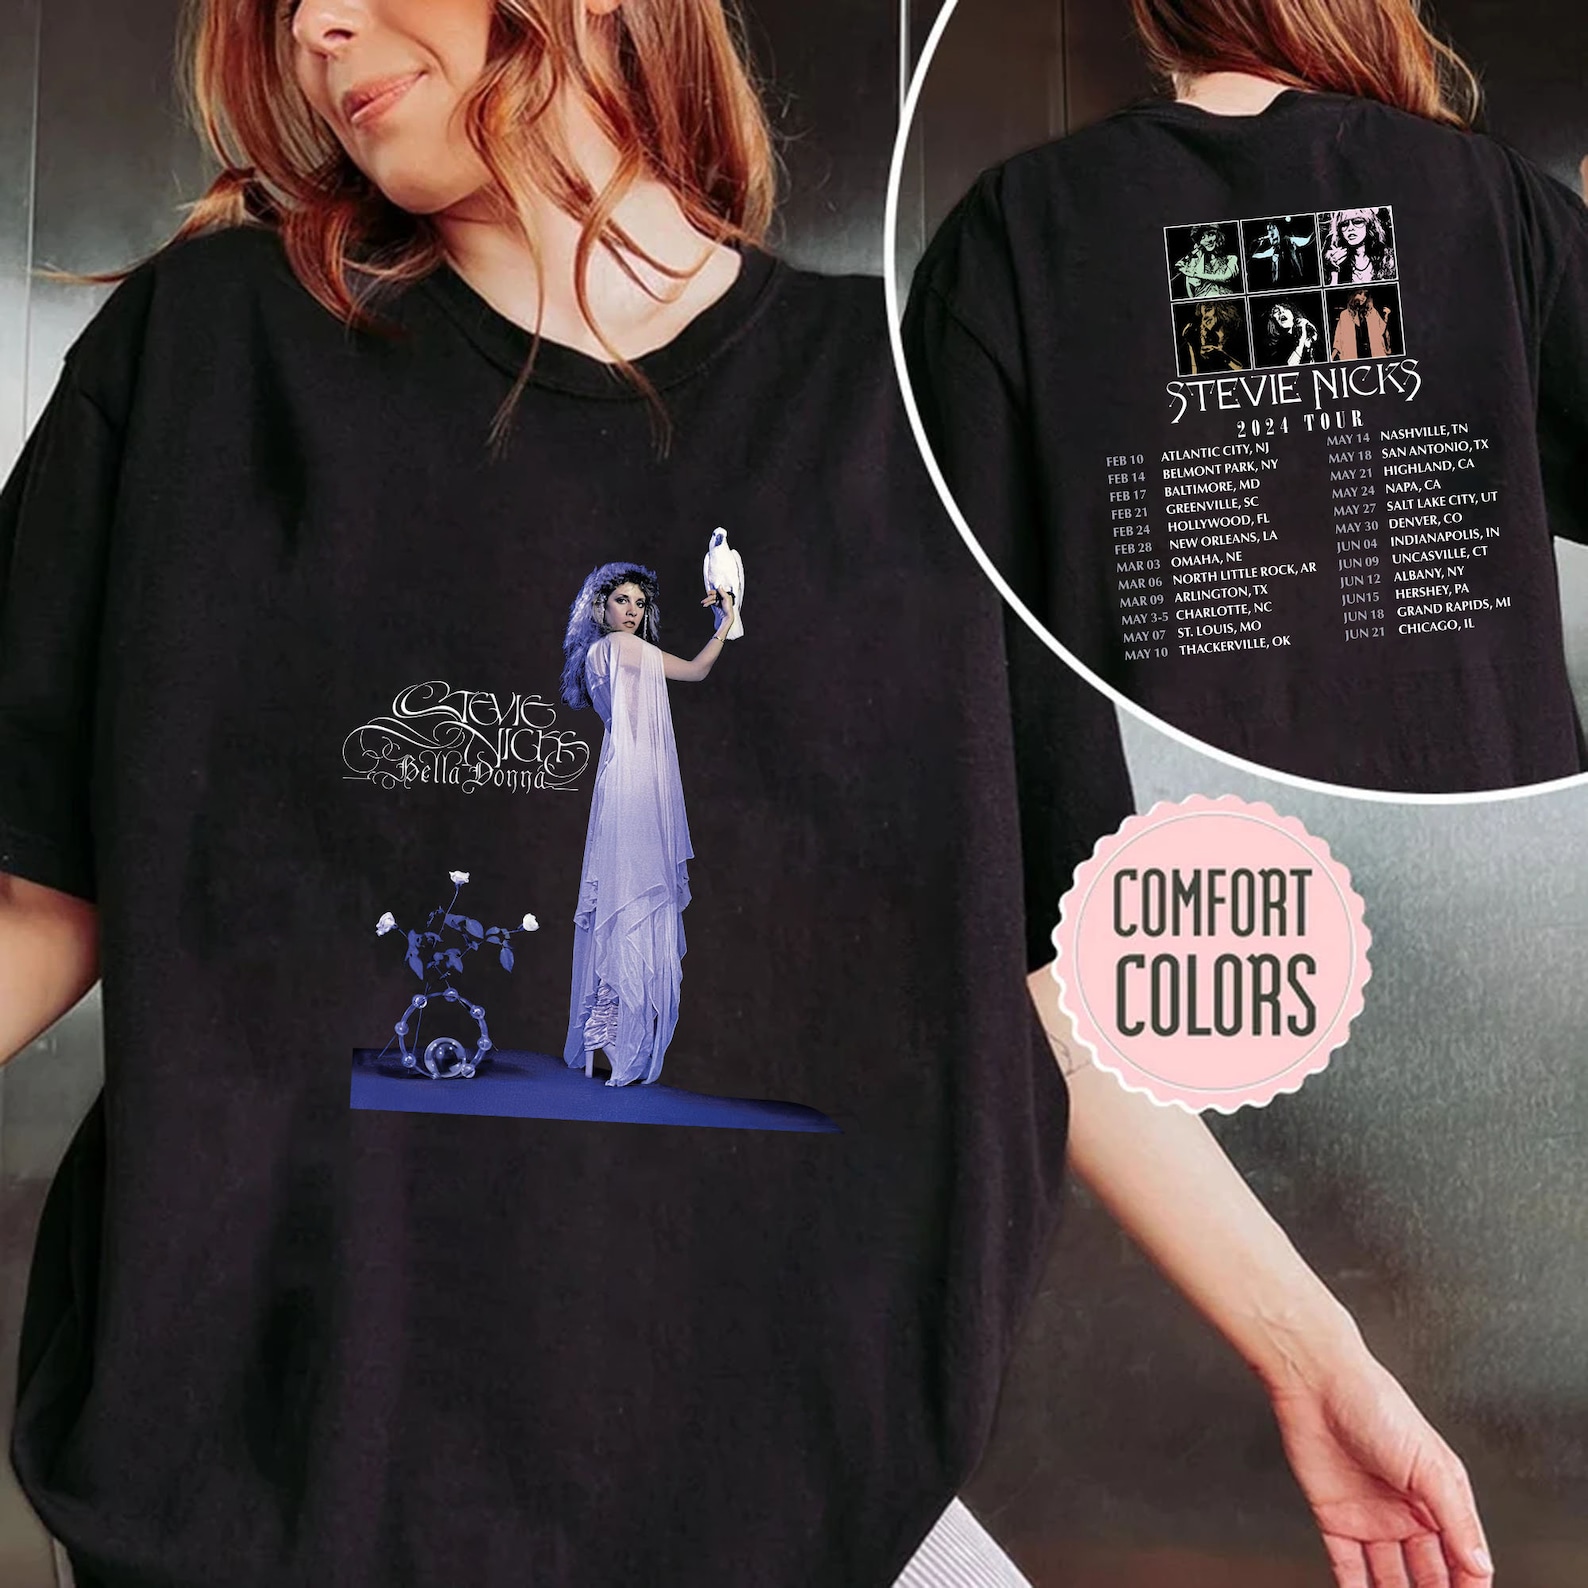 STEVIE
NICKS
Bella Donna
STEVIE NICKS
2024 TOUR
FEB 10 ATLANTIC CITY, NJ
FEB 14 BELMONT PARK, NY
FEB 17 BALTIMORE, MD
FEB 21 GREENVILLE, SC
FEB 24 HOLLYWOOD, FL
FEB 28 NEW ORLEANS, LA
MAR 03 OMAHA, NE
MAR 06 NORTH LITTLE ROCK, AR
MAR 09 ARLINGTON, TX
MAY 3-5 CHARLOTTE, NC
MAY 07 ST. LOUIS, MO
MAY 10 THACKERVILLE, OK
MAY 14 NASHVILLE, TN
MAY 18 SAN ANTONIO, TX
MAY 21 HIGHLAND, CA
MAY 24 NAPA, CA
MAY 27 SALT LAKE CITY, UT
MAY 30 DENVER, CO
JUN 04 INDIANAPOLIS, IN
JUN 09 UNCASVILLE, CT
JUN 12 ALBANY, NY
JUN15 HERSHEY, PA
JUN 18 GRAND RAPIDS, MI
JUN 21 CHICAGO, IL
COMFORT
COLORS